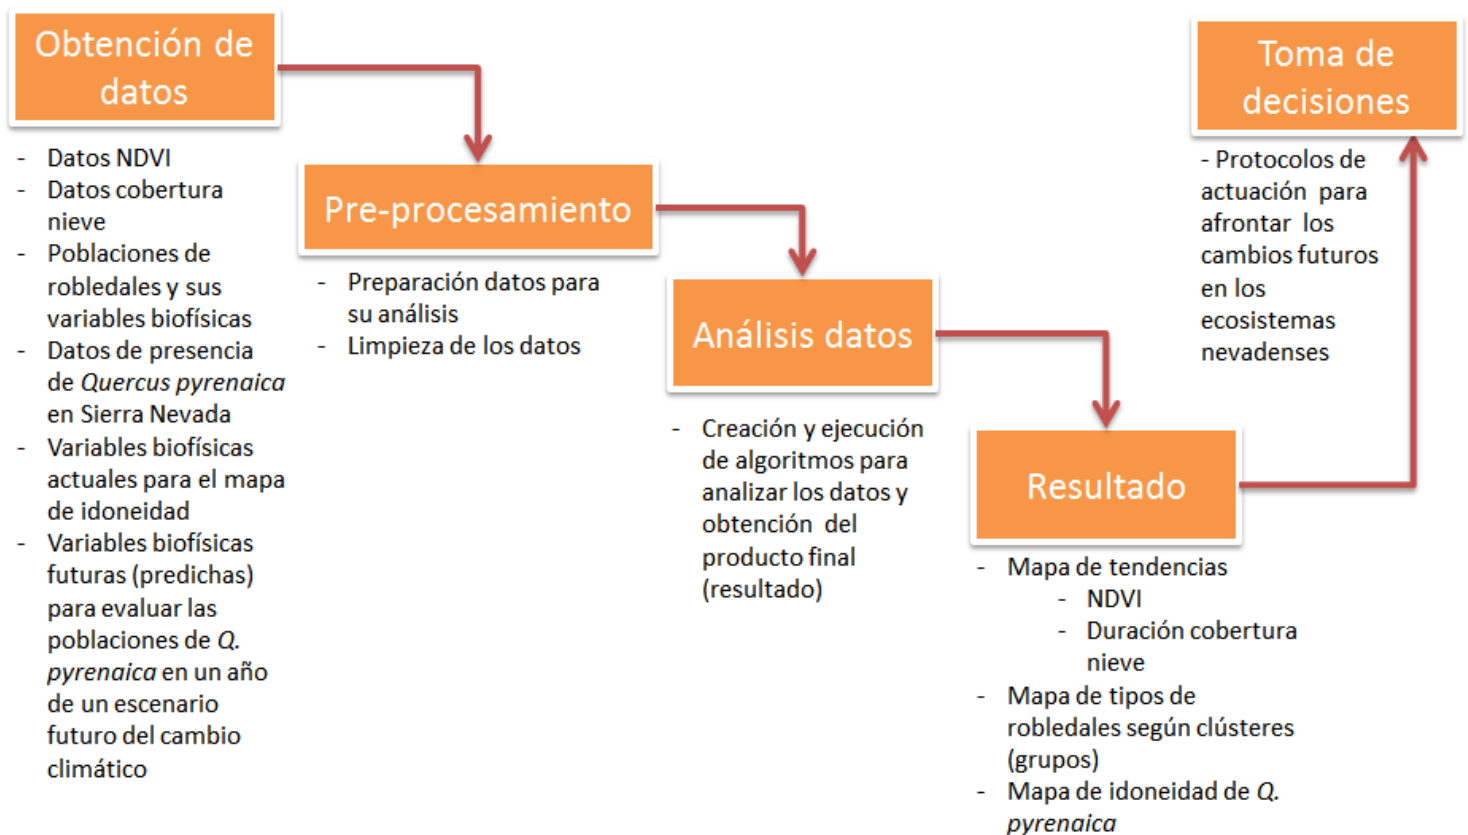 Obtención de
datos
- Datos NDVI
- Datos cobertura
nieve
- Poblaciones de
robledales y sus
variables biofísicas
- Datos de presencia
de Quercus pyrenaica
en Sierra Nevada
- Variables biofísicas
actuales para el mapa
de idoneidad
- Variables biofísicas
futuras (predichas)
para evaluar las
poblaciones de Q.
pyrenaica en un año
de un escenario
futuro del cambio
climático
Pre-procesamiento
- Preparación datos para
su análisis
- Limpieza de los datos
Análisis datos
- Creación y ejecución
de algoritmos para
analizar los datos y
obtención del
producto final
(resultado)
Resultado
- Mapa de tendencias
- NDVI
- Duración cobertura
nieve
- Mapa de tipos de
robledales según clústeres
(grupos)
- Mapa de idoneidad de Q.
pyrenaica
Toma de
decisiones
- Protocolos de
actuación para
afrontar los
cambios futuros
en los
ecosistemas
nevadenses